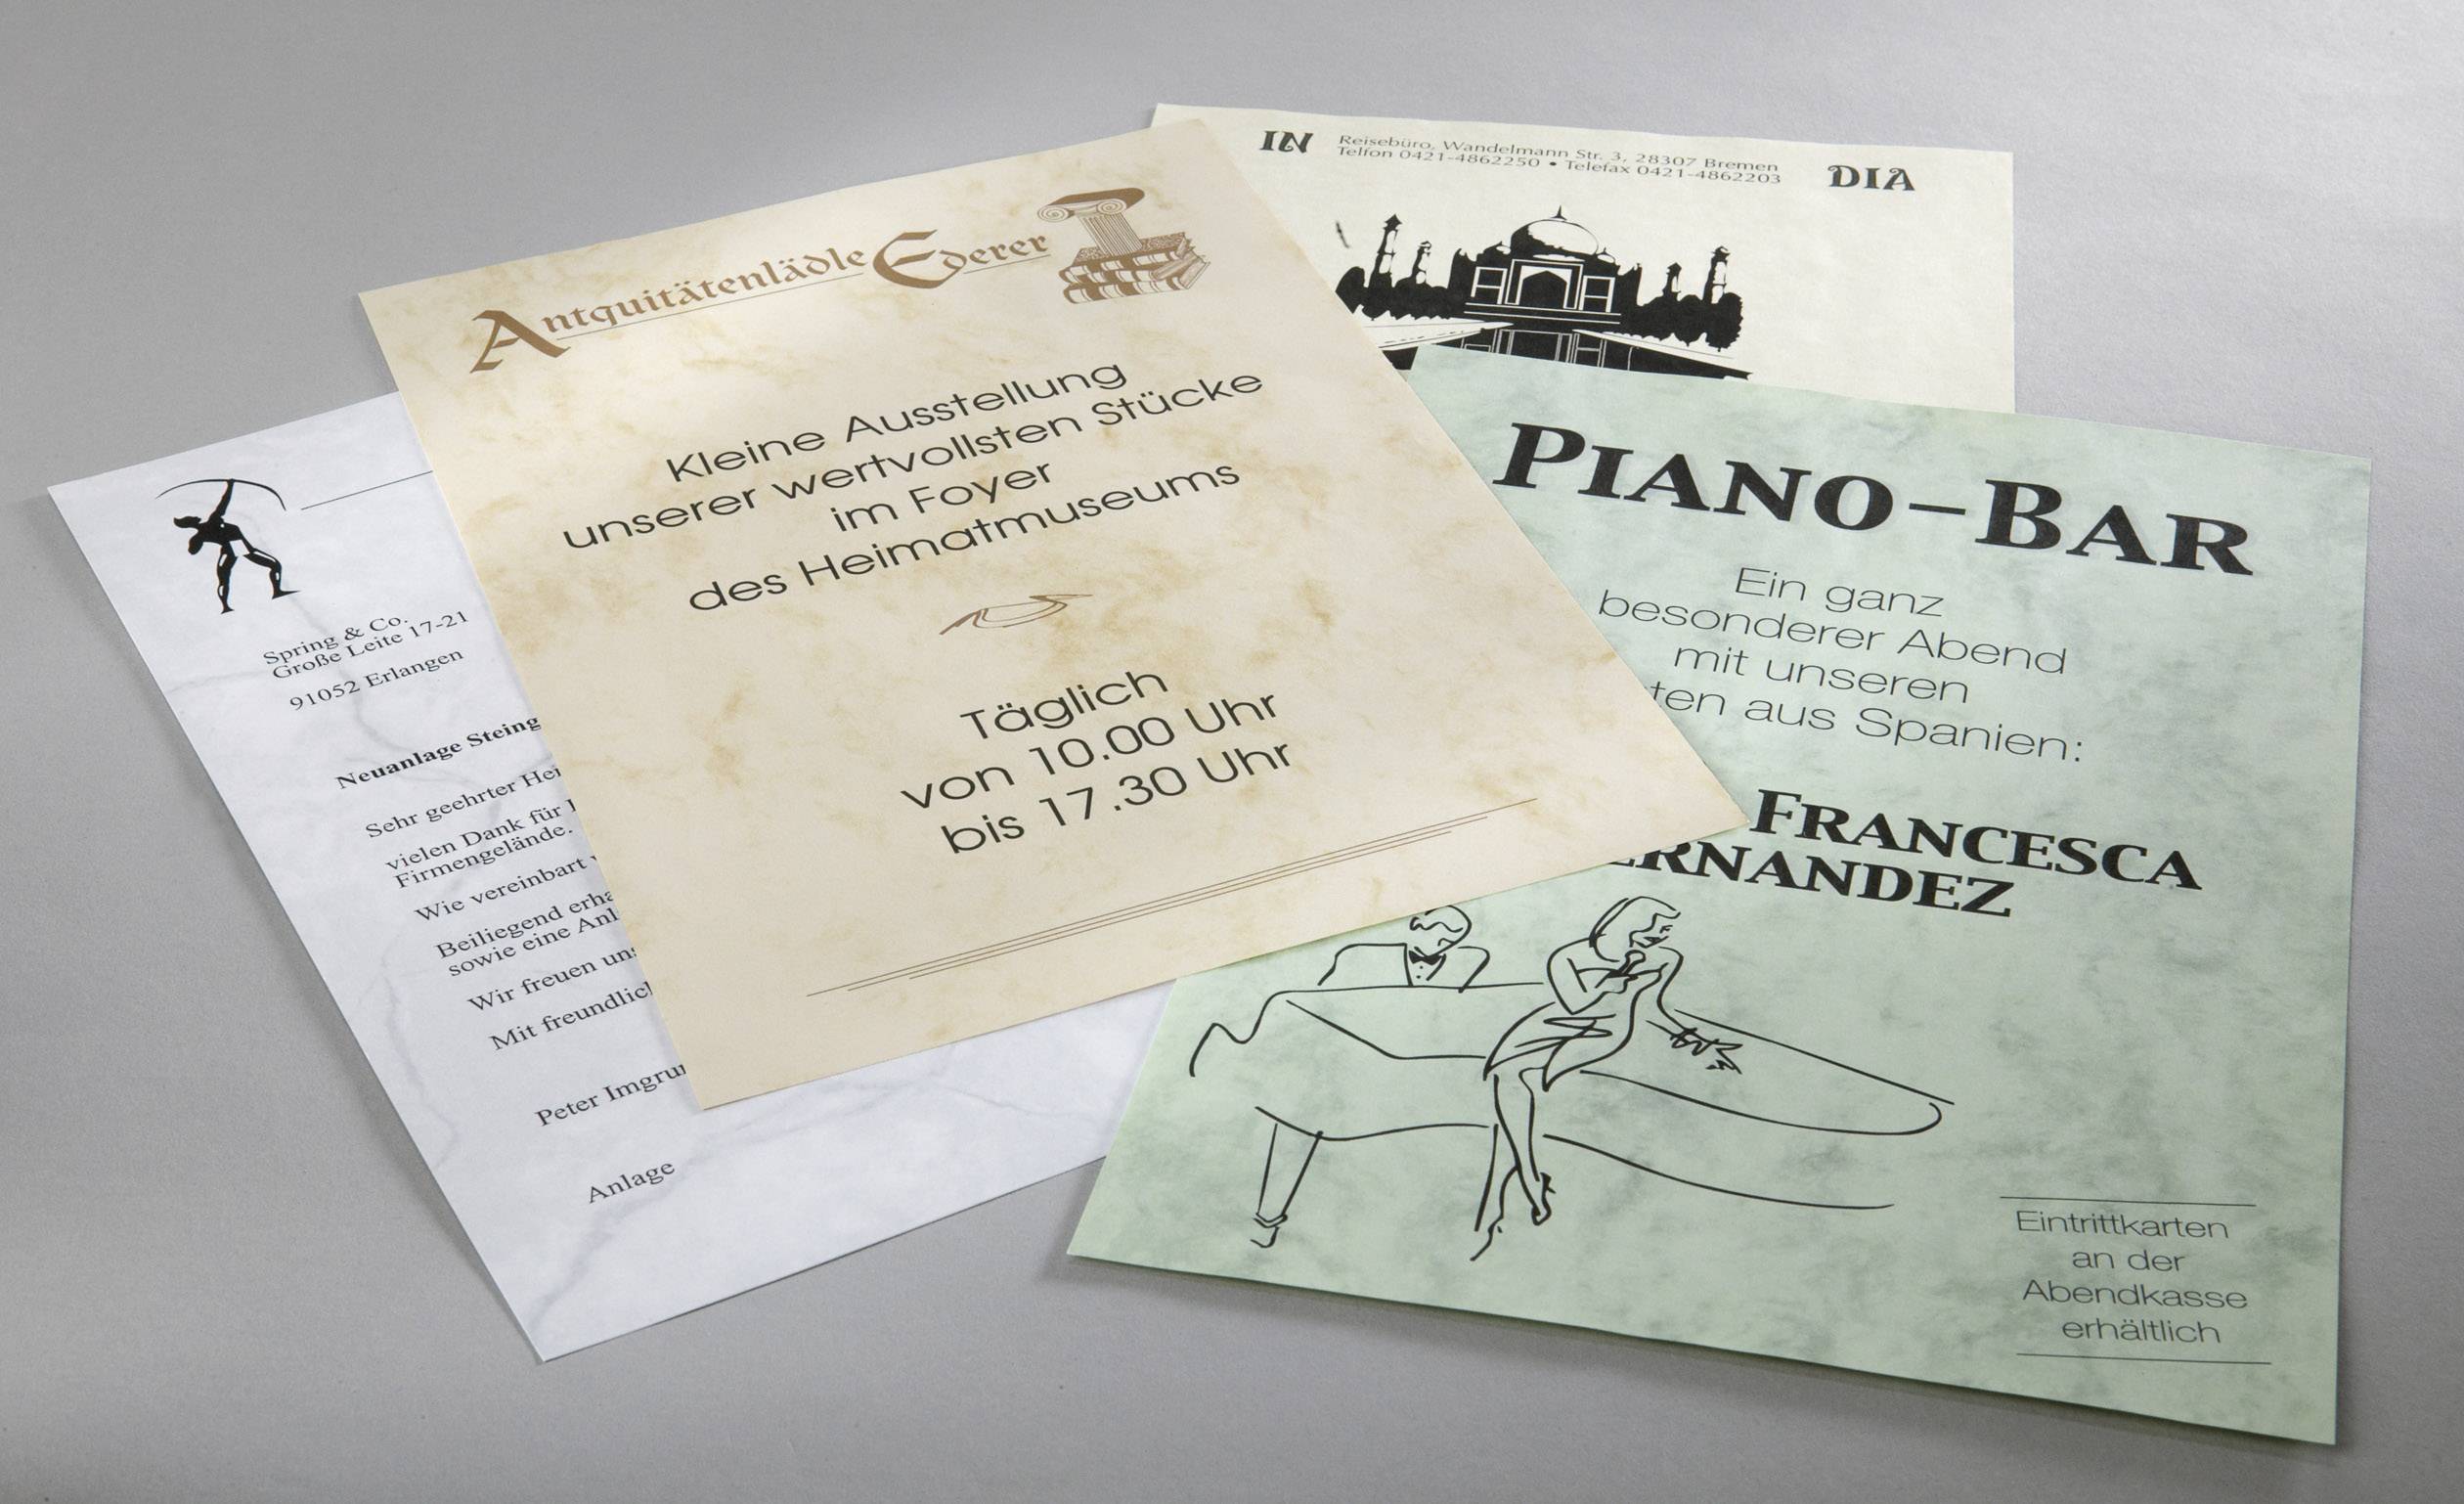 Antquitätenlädle Ederer
Kleine Ausstellung
unserer wertvollsten Stücke
im Foyer
des Heimatmuseums
Täglich
von 10.00 Uhr
bis 17.30 Uhr
IN DIA
Reisebüro, Wandelmann Str. 3, 28307 Bremen
Telfon 0421-4862250 • Telefax 0421-4862203
PIANO-BAR
Ein ganz
besonderer Abend
mit unseren
ten aus Spanien:
FRANCESCA
ERNANDEZ
Eintrittkarten
an der
Abendkasse
erhältlich
Spring & Co.
Große Leite 17-21
91052 Erlangen
Neuanlage Steing
Sehr geehrter Hei
vielen Dank für
Firmengelände.
Wie vereinbart
Beiliegend erha
sowie eine Anl
Wir freuen uns
Mit freundlich
Peter Imgru
Anlage